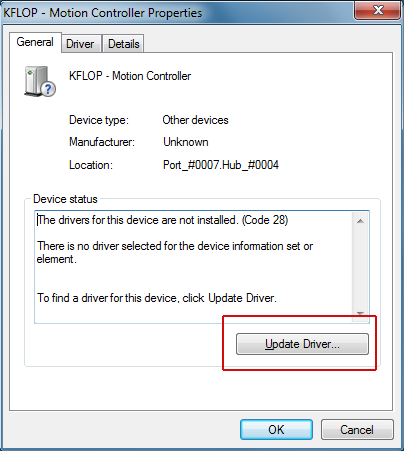 KFLOP - Motion Controller Properties
General Driver Details
KFLOP - Motion Controller
Device type: Other devices
Manufacturer: Unknown
Location: Port_#0007.Hub_#0004
Device status
The drivers for this device are not installed. (Code 28)
There is no driver selected for the device information set or
element.
To find a driver for this device, click Update Driver.
Update Driver...
OK Cancel